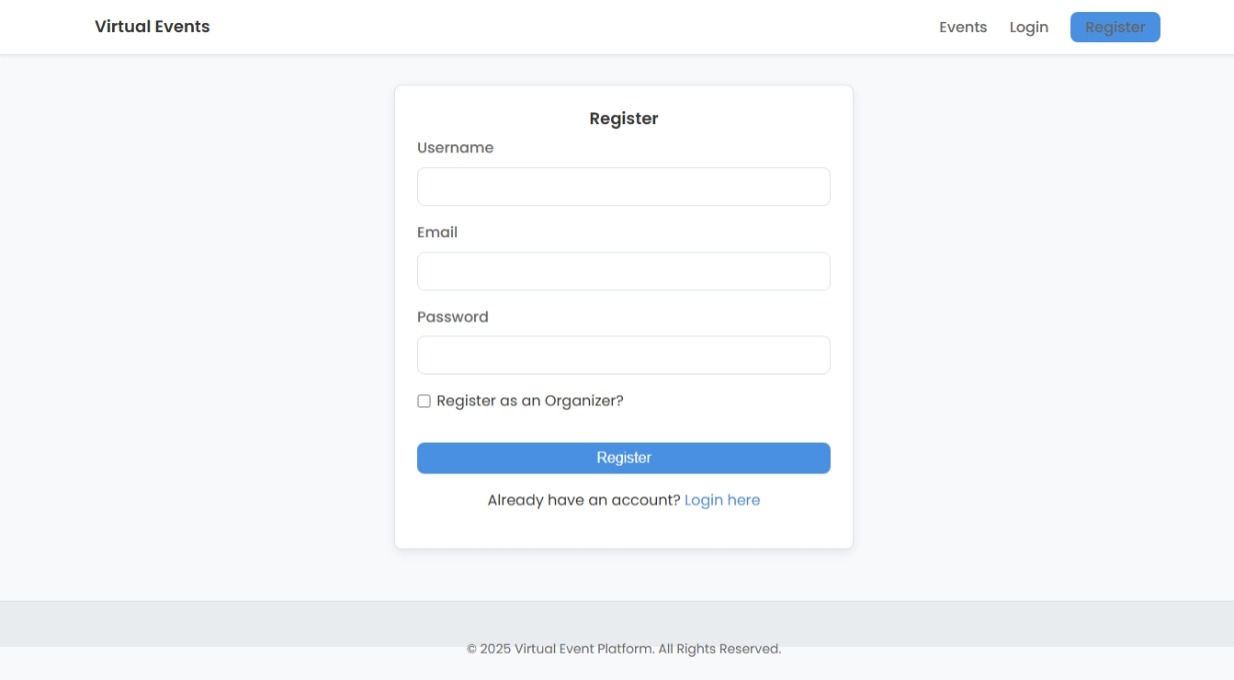 Virtual Events
Events
Login
Register
Register
Username
Email
Password
Register as an Organizer?
Register
Already have an account? Login here
© 2025 Virtual Event Platform. All Rights Reserved.